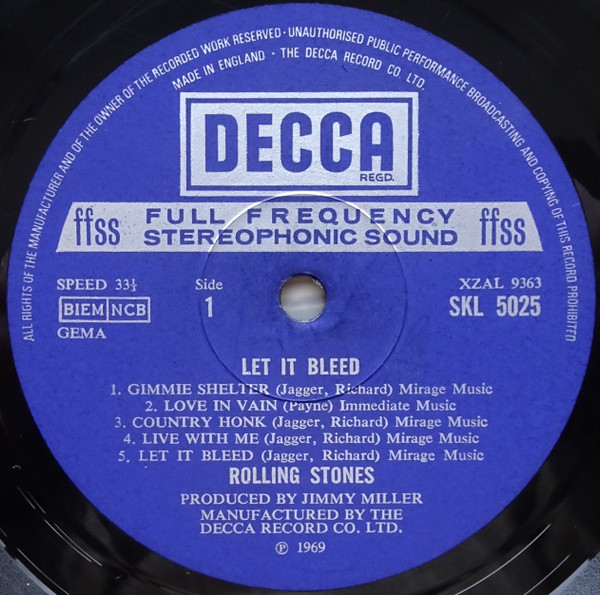 ALL RIGHTS OF THE MANUFACTURER AND OF THE OWNER OF THE RECORDED WORK RESERVED · UNAUTHORISED PUBLIC PERFORMANCE BROADCASTING AND COPYING OF THIS RECORD PROHIBITED
MADE IN ENGLAND · THE DECCA RECORD CO. LTD.
DECCA
REGD.
ffss FULL FREQUENCY ffss
STEREOPHONIC SOUND
SPEED 33⅓ Side XZAL 9363
BIEM NCB 1 SKL 5025
GEMA
LET IT BLEED
1. GIMMIE SHELTER (Jagger, Richard) Mirage Music
2. LOVE IN VAIN (Payne) Immediate Music
3. COUNTRY HONK (Jagger, Richard) Mirage Music
4. LIVE WITH ME (Jagger, Richard) Mirage Music
5. LET IT BLEED (Jagger, Richard) Mirage Music
ROLLING STONES
PRODUCED BY JIMMY MILLER
MANUFACTURED BY THE
DECCA RECORD CO. LTD.
℗ 1969